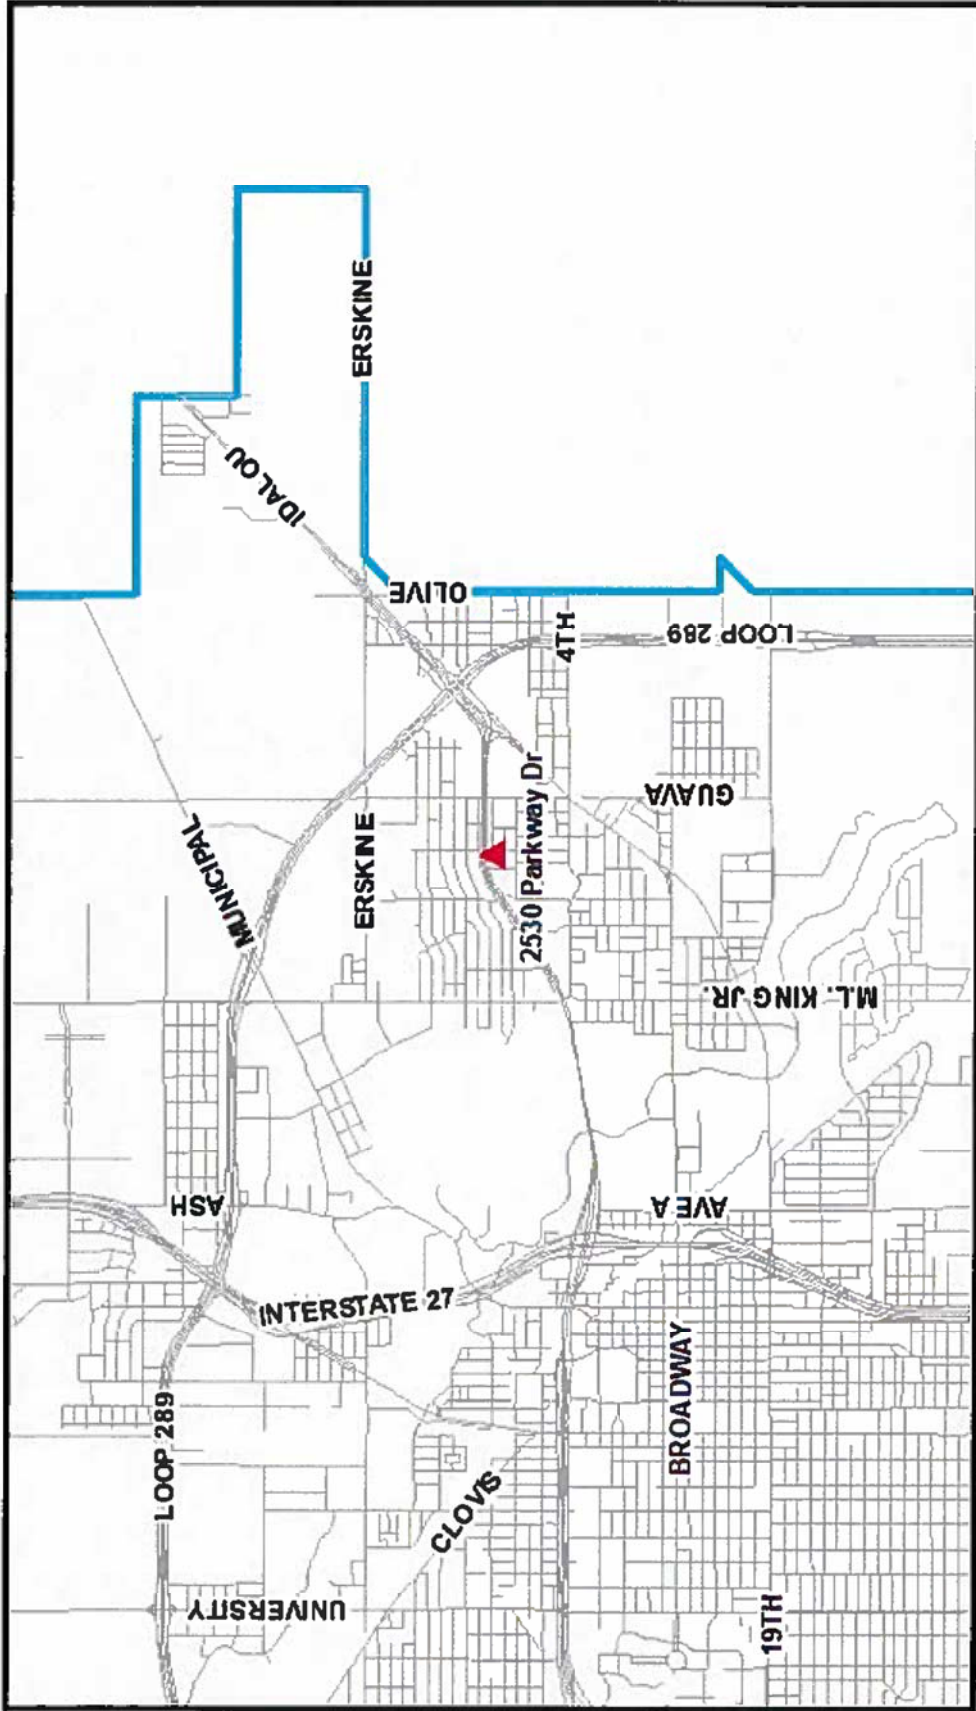 ERSKINE
IDALOU
OLIVE
4TH
LOOP 289
MUNICIPAL
ERSKINE
2530 Parkway Dr
GUAVA
M.L. KING JR.
ASH
AVE A
INTERSTATE 27
LOOP 289
BROADWAY
CLOVIS
UNIVERSITY
19TH